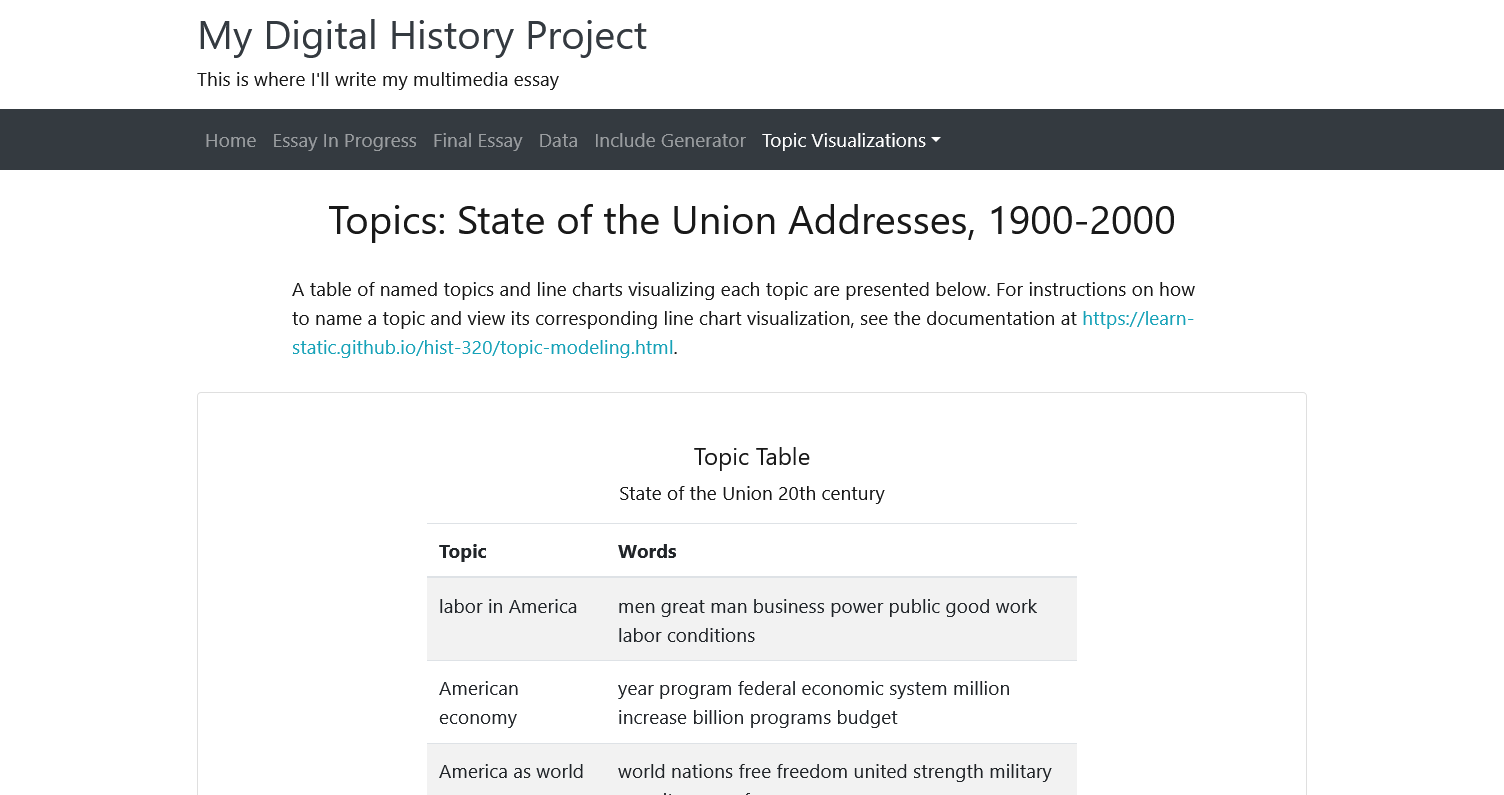 My Digital History Project
This is where I'll write my multimedia essay
Home Essay In Progress Final Essay Data Include Generator Topic Visualizations
Topics: State of the Union Addresses, 1900-2000
A table of named topics and line charts visualizing each topic are presented below. For instructions on how
to name a topic and view its corresponding line chart visualization, see the documentation at https://learn-
static.github.io/hist-320/topic-modeling.html.
Topic Table
State of the Union 20th century
Topic Words
labor in America men great man business power public good work
labor conditions
American year program federal economic system million
economy increase billion programs budget
America as world world nations free freedom united strength military